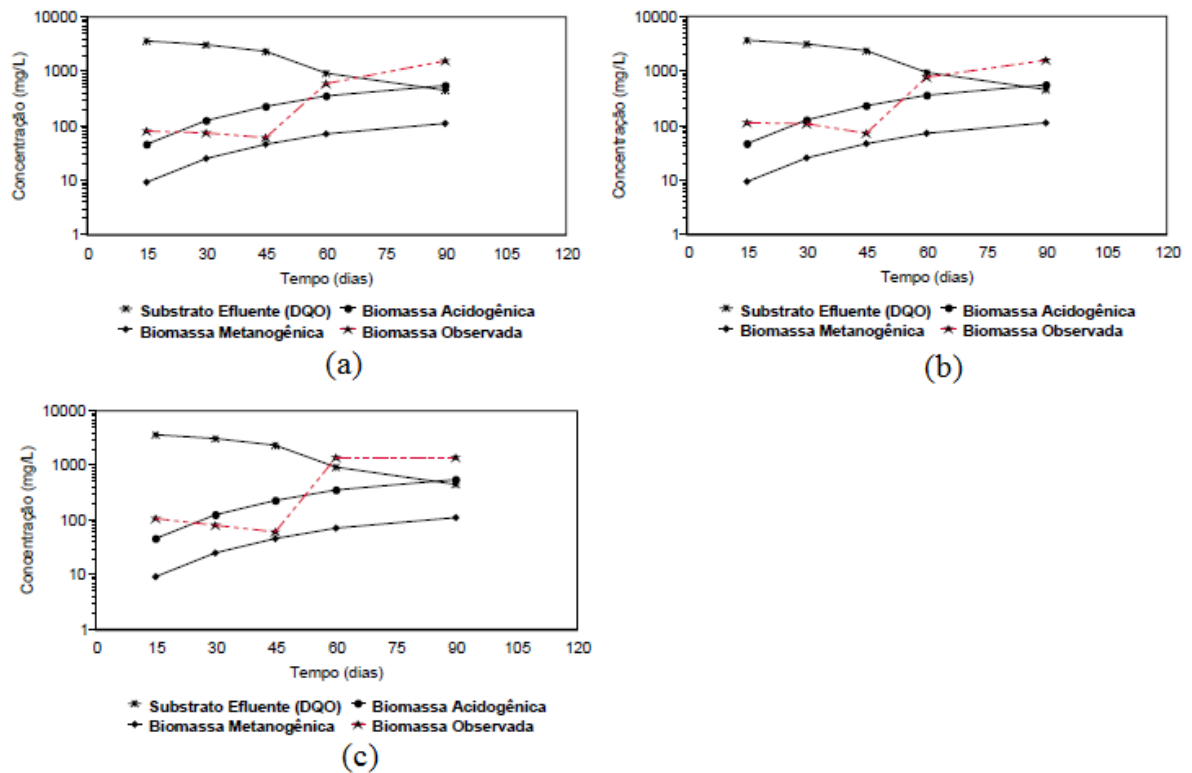 10000
1000
100
10
1
Concentração (mg/L)
0 15 30 45 60 75 90 105 120
Tempo (dias)
Substrato Efluente (DQO) Biomassa Acidogênica
Biomassa Metanogênica Biomassa Observada
(a)
10000
1000
100
10
1
Concentração (mg/L)
0 15 30 45 60 75 90 105 120
Tempo (dias)
Substrato Efluente (DQO) Biomassa Acidogênica
Biomassa Metanogênica Biomassa Observada
(b)
10000
1000
100
10
1
Concentração (mg/L)
0 15 30 45 60 75 90 105 120
Tempo (dias)
Substrato Efluente (DQO) Biomassa Acidogênica
Biomassa Metanogênica Biomassa Observada
(c)